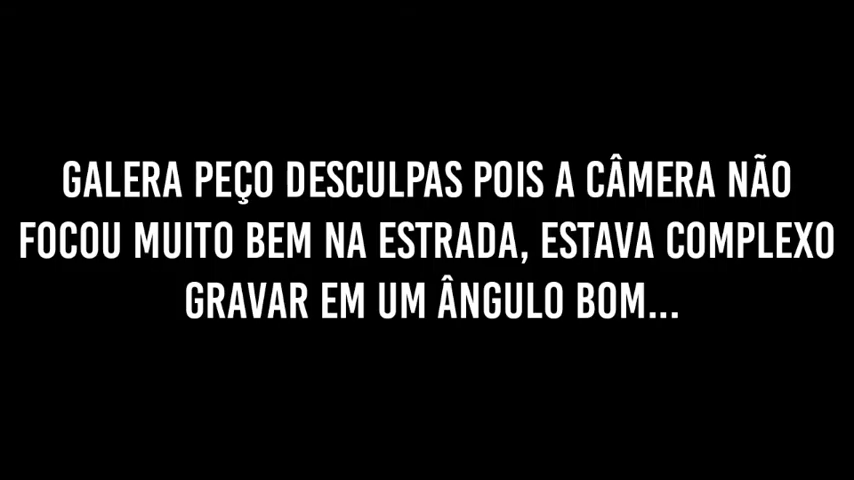 GALERA PEÇO DESCULPAS POIS A CÂMERA NÃO
FOCOU MUITO BEM NA ESTRADA, ESTAVA COMPLEXO
GRAVAR EM UM ÂNGULO BOM...